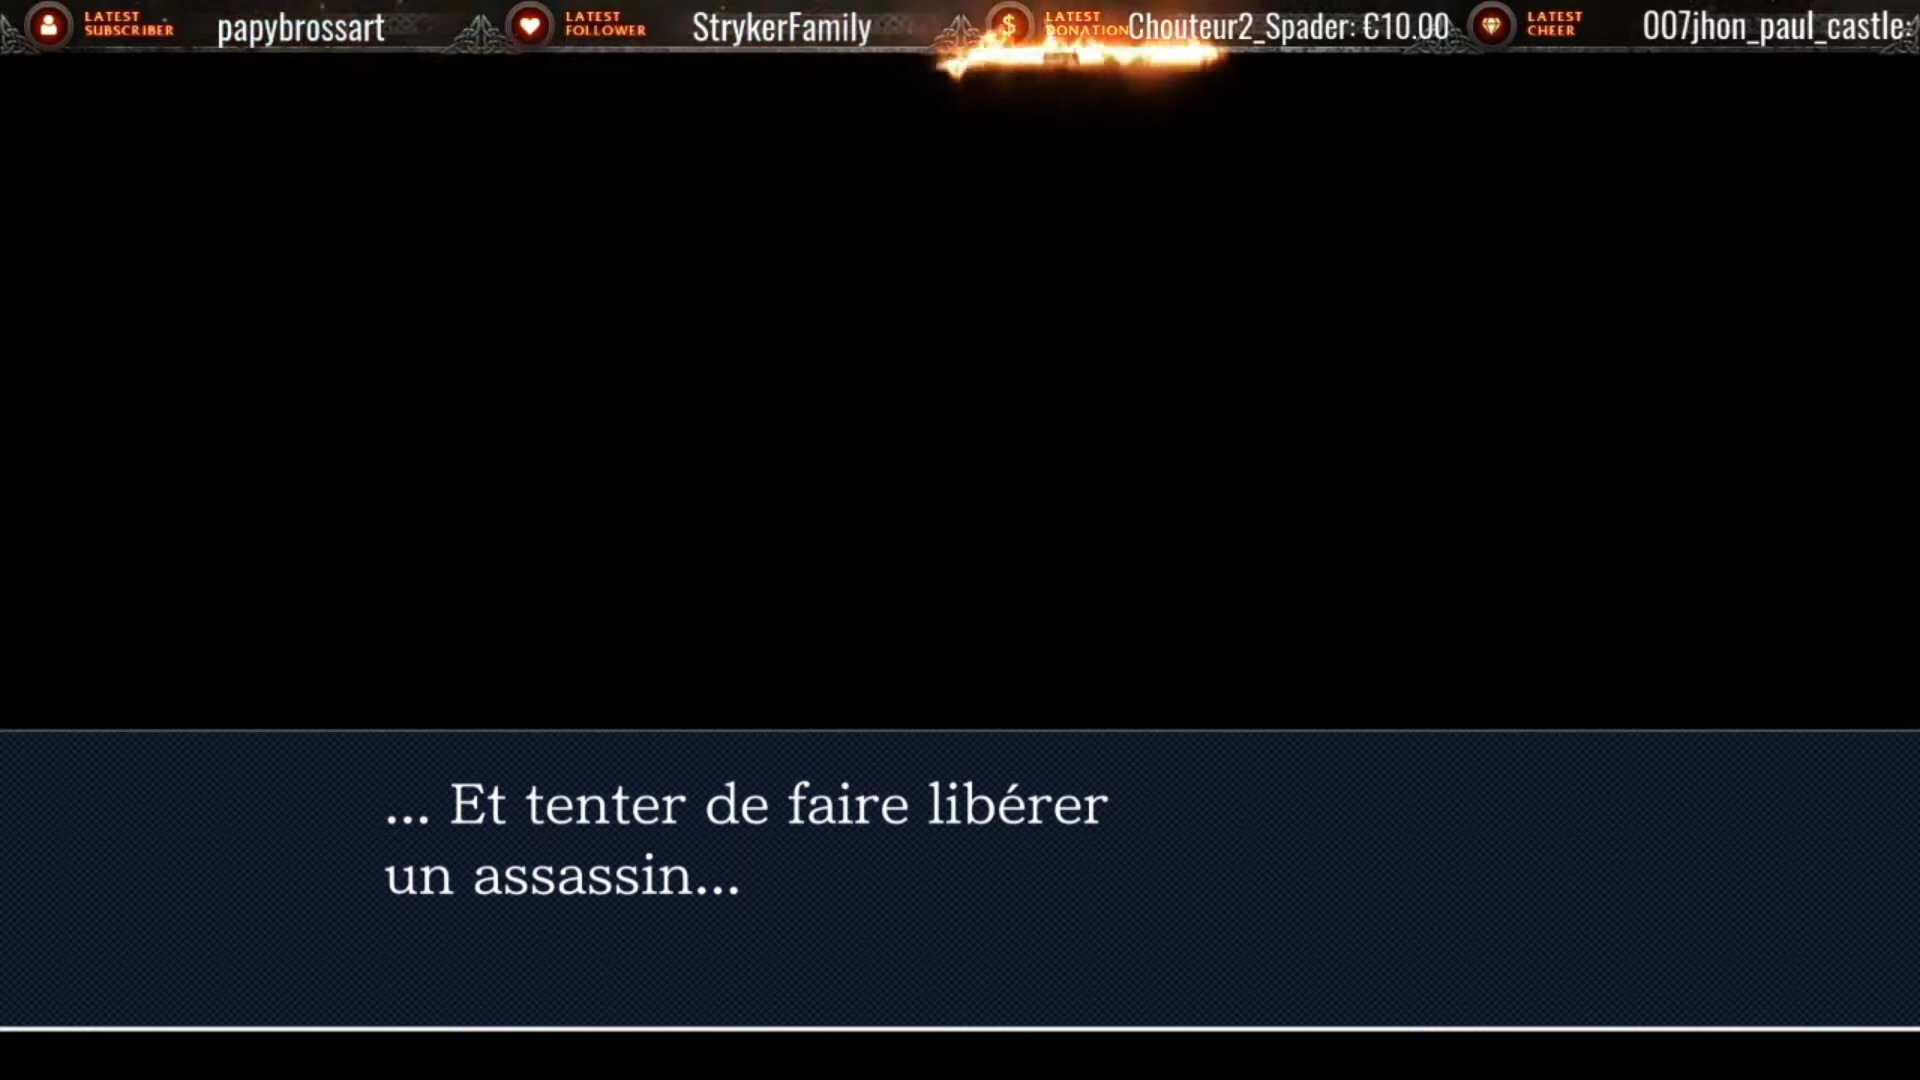 LATEST
SUBSCRIBER
papybrossart
LATEST
FOLLOWER
StrykerFamily
LATEST
DONATION
Chouteur2_Spader: €10.00
LATEST
CHEER
007jhon_paul_castle:
... Et tenter de faire libérer
un assassin...